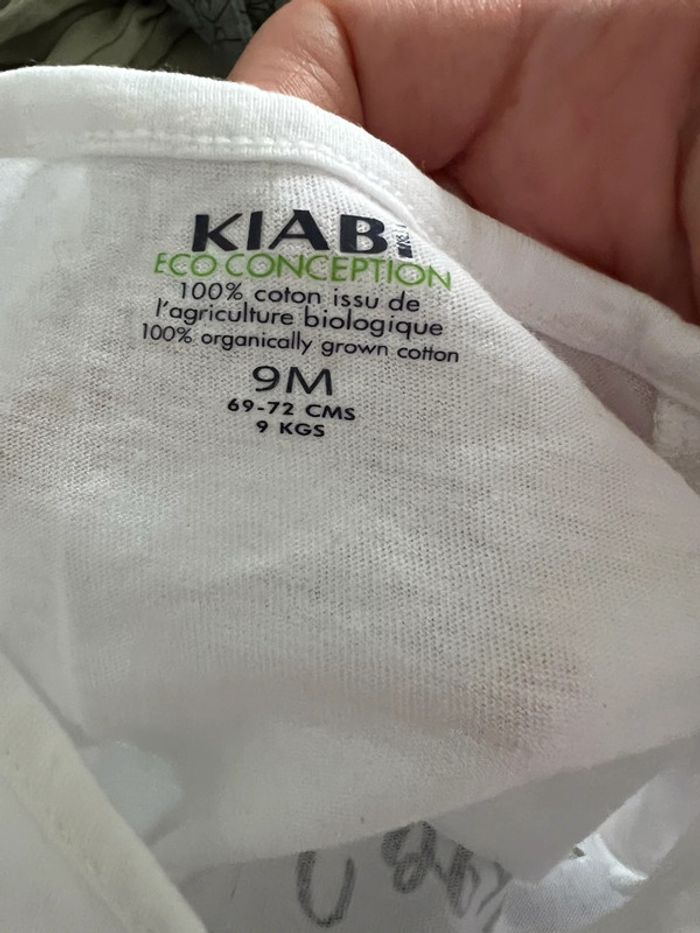 KIABI
ECO CONCEPTION
100% coton issu de
l'agriculture biologique
100% organically grown cotton
9M
69-72 CMS
9 KGS